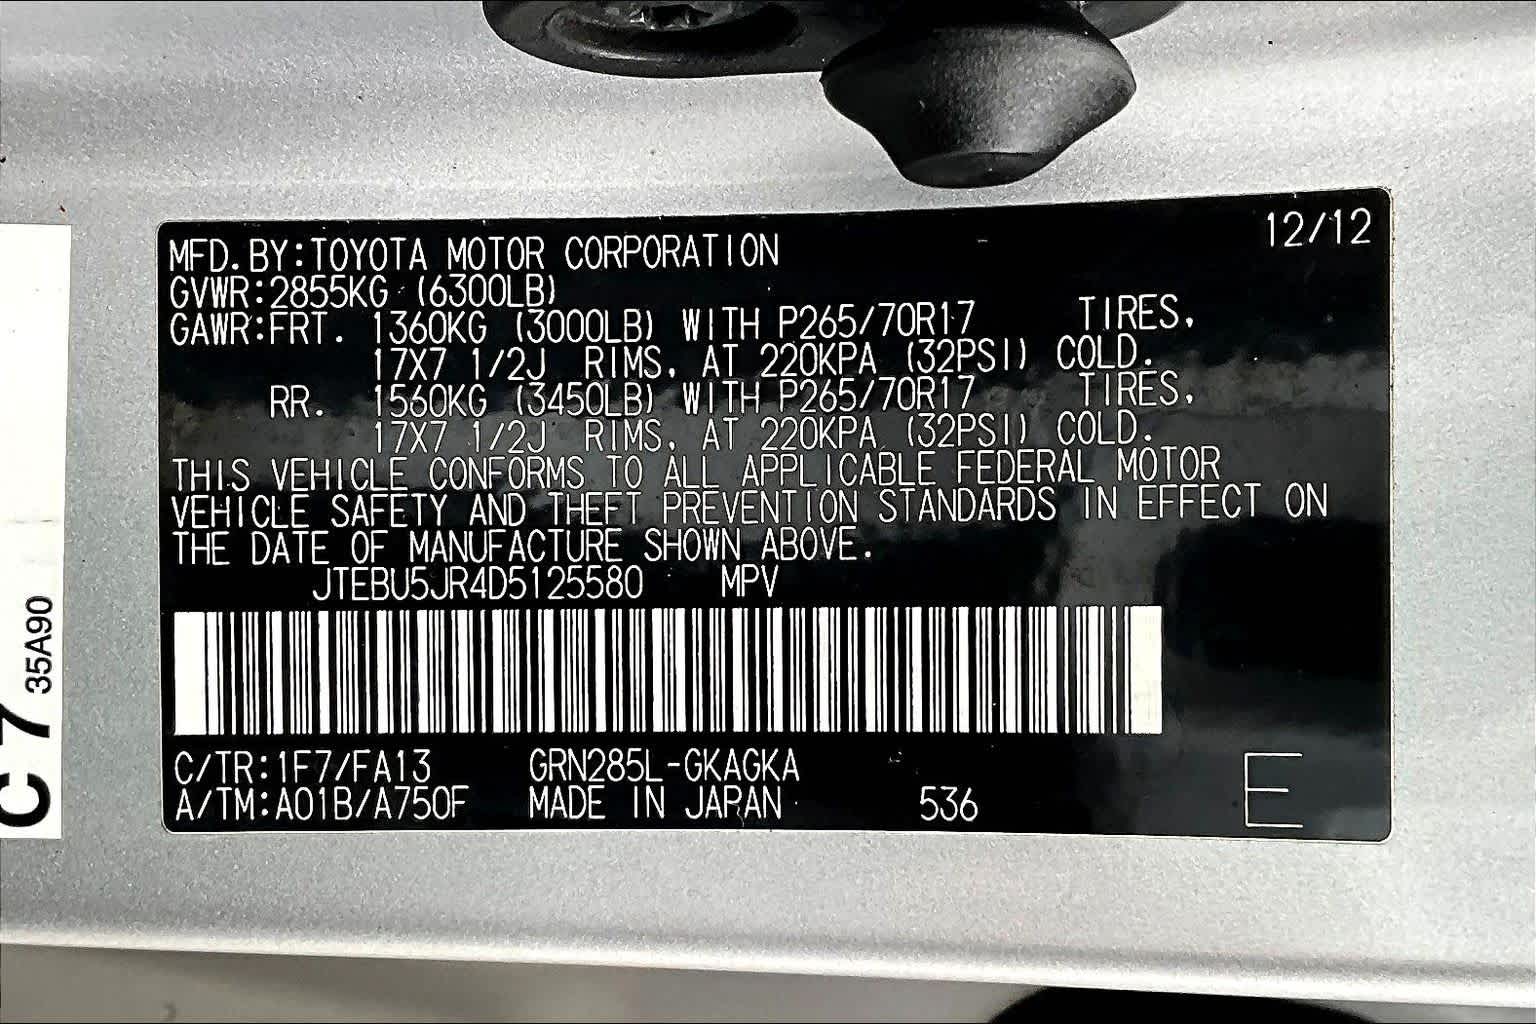 12/12
MFD.BY:TOYOTA MOTOR CORPORATION
GVWR:2855KG (6300LB)
GAWR:FRT. 1360KG (3000LB) WITH P265/70R17 TIRES,
17X7 1/2J RIMS, AT 220KPA (32PSI) COLD.
RR. 1560KG (3450LB) WITH P265/70R17 TIRES,
17X7 1/2J RIMS, AT 220KPA (32PSI) COLD.
THIS VEHICLE CONFORMS TO ALL APPLICABLE FEDERAL MOTOR
VEHICLE SAFETY AND THEFT PREVENTION STANDARDS IN EFFECT ON
THE DATE OF MANUFACTURE SHOWN ABOVE.
JTEBU5JR4D5125580 MPV
C/TR:1F7/FA13 GRN285L-GKAGKA
A/TM:A01B/A750F MADE IN JAPAN 536 E
C 7
35A90